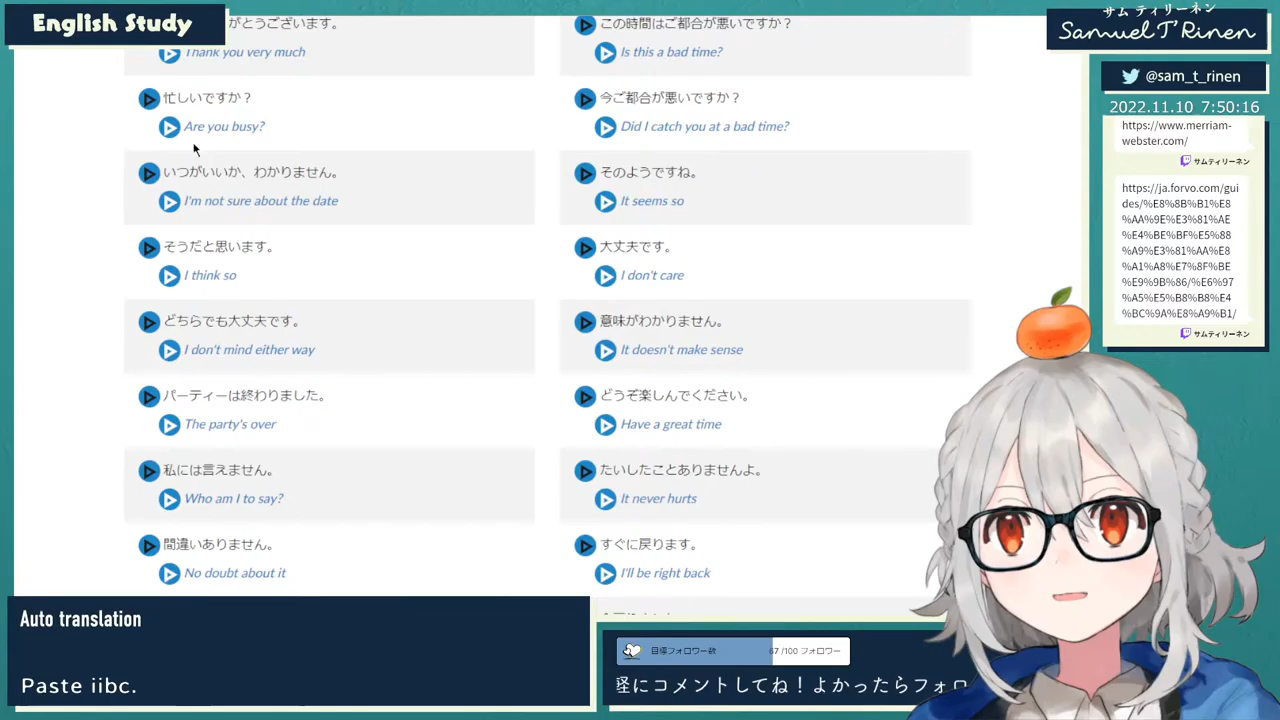 English Study
がとうございます。
Thank you very much
忙しいですか？
Are you busy?
いつがいいか、わかりません。
I'm not sure about the date
そうだと思います。
I think so
どちらでも大丈夫です。
I don't mind either way
パーティーは終わりました。
The party's over
私には言えません。
Who am I to say?
間違いありません。
No doubt about it
この時間はご都合が悪いですか？
Is this a bad time?
今ご都合が悪いですか？
Did I catch you at a bad time?
そのようですね。
It seems so
大丈夫です。
I don't care
意味がわかりません。
It doesn't make sense
どうぞ楽しんでください。
Have a great time
たいしたことありませんよ。
It never hurts
すぐに戻ります。
I'll be right back
サム ティリーネン
Samuel T'Rinen
@sam_t_rinen
2022.11.10 7:50:16
https://www.merriam-
webster.com/
サムティリーネン
https://ja.forvo.com/gui
des/%E8%8B%B1%E8
%AA%9E%E3%81%AE
%E4%BE%BF%E5%88
%A9%E3%81%AA%E8
%A1%A8%E7%8F%BE
%E9%9B%86/%E6%97
%A5%E5%B8%B8%E4
%BC%9A%E8%A9%B1/
サムティリーネン
Auto translation
Paste iibc.
目標フォロワー数
67 /100 フォロワー
軽にコメントしてね！よかったらフォロ